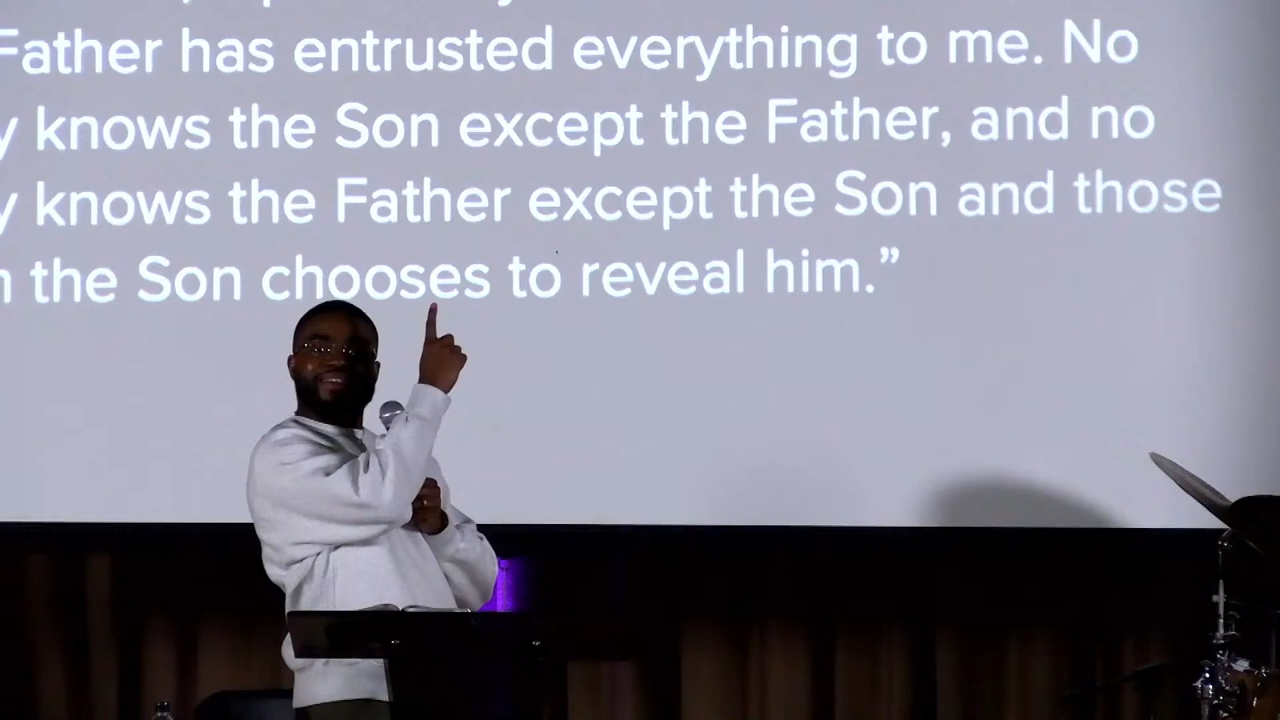 Father has entrusted everything to me. No
y knows the Son except the Father, and no
y knows the Father except the Son and those
the Son chooses to reveal him.”